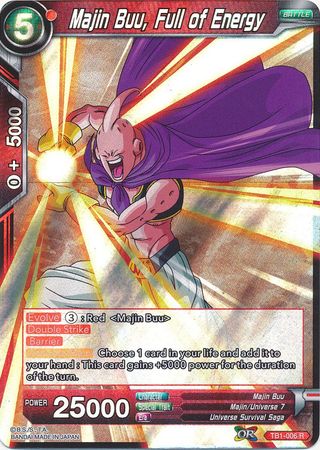 5
Majin Buu, Full of Energy
BATTLE
0 + 5000
Evolve 3 : Red <Majin Buu>
Double Strike
Barrier
Choose 1 card in your life and add it to
your hand : This card gains +5000 power for the duration
of the turn.
POWER 25000
Character Majin Buu
Special Trait Majin/Universe 7
Era Universe Survival Saga
©B.S./S.,T.A.
BANDAI MADE IN JAPAN
TB1-006 R